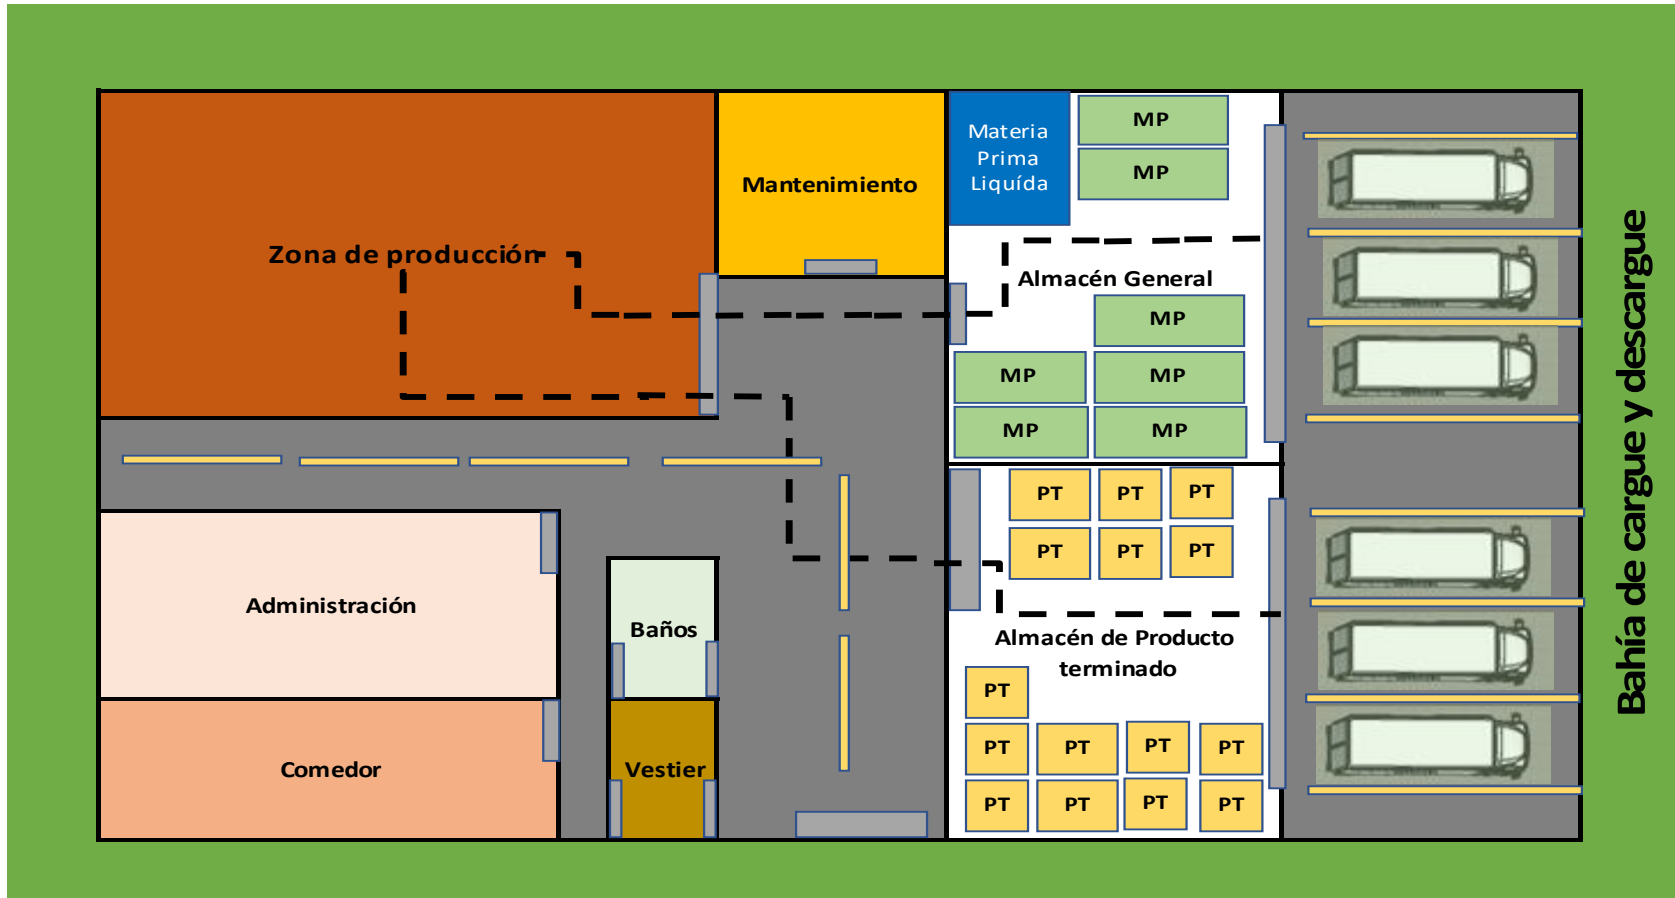 Zona de producción
Mantenimiento
Materia
Prima
Liquída
MP
MP
Almacén General
MP
MP
MP
MP
MP
PT
PT
PT
PT
PT
PT
Almacén de Producto
terminado
PT
PT
PT
PT
PT
PT
PT
PT
PT
Administración
Comedor
Baños
Vestier
Bahía de cargue y descargue